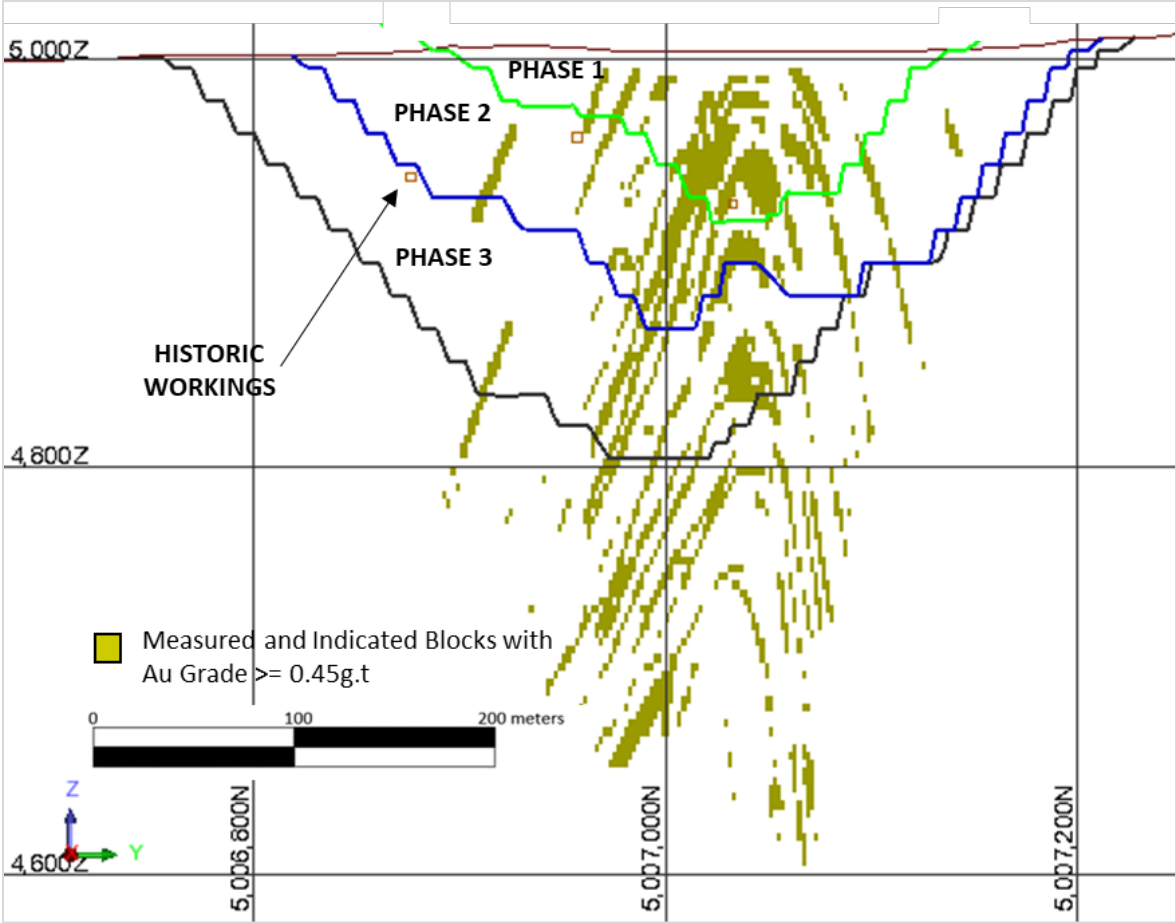 5,000Z
PHASE 1
PHASE 2
PHASE 3
HISTORIC
WORKINGS
4,800Z
Measured and Indicated Blocks with
Au Grade >= 0.45g.t
0 100 200 meters
Z
Y
4,600Z
5,006,800N
5,007,000N
5,007,200N